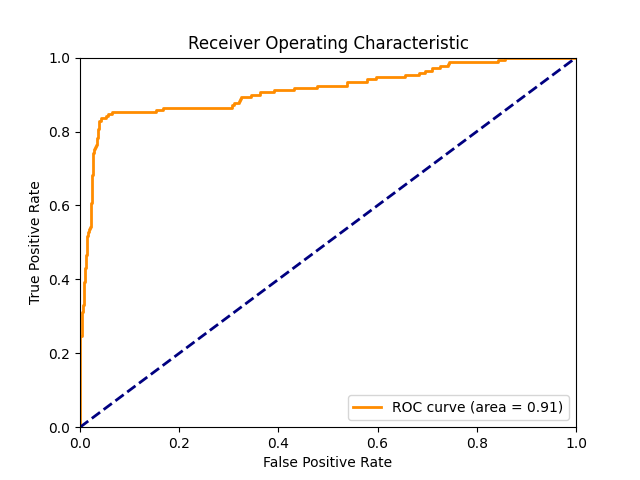 Receiver Operating Characteristic
True Positive Rate
1.0
0.8
0.6
0.4
0.2
0.0
ROC curve (area = 0.91)
0.0 0.2 0.4 0.6 0.8 1.0
False Positive Rate